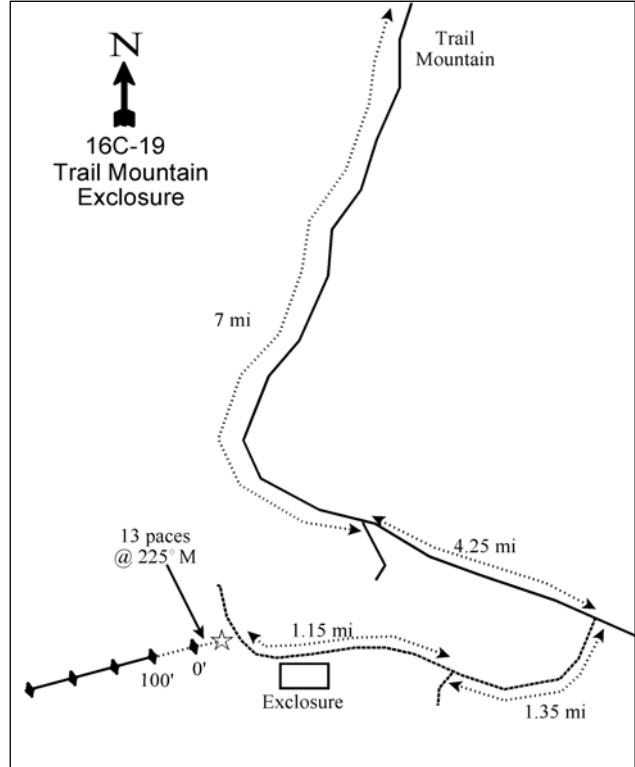 N
16C-19
Trail Mountain
Exclosure
Trail
Mountain
7 mi
4.25 mi
13 paces
@ 225° M
1.15 mi
100'
0'
Exclosure
1.35 mi